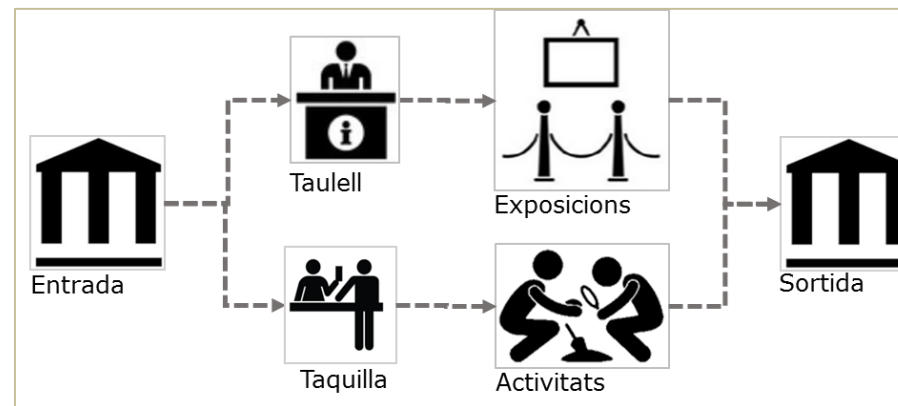 Taulell
Exposicions
Entrada
Sortida
Taquilla
Activitats